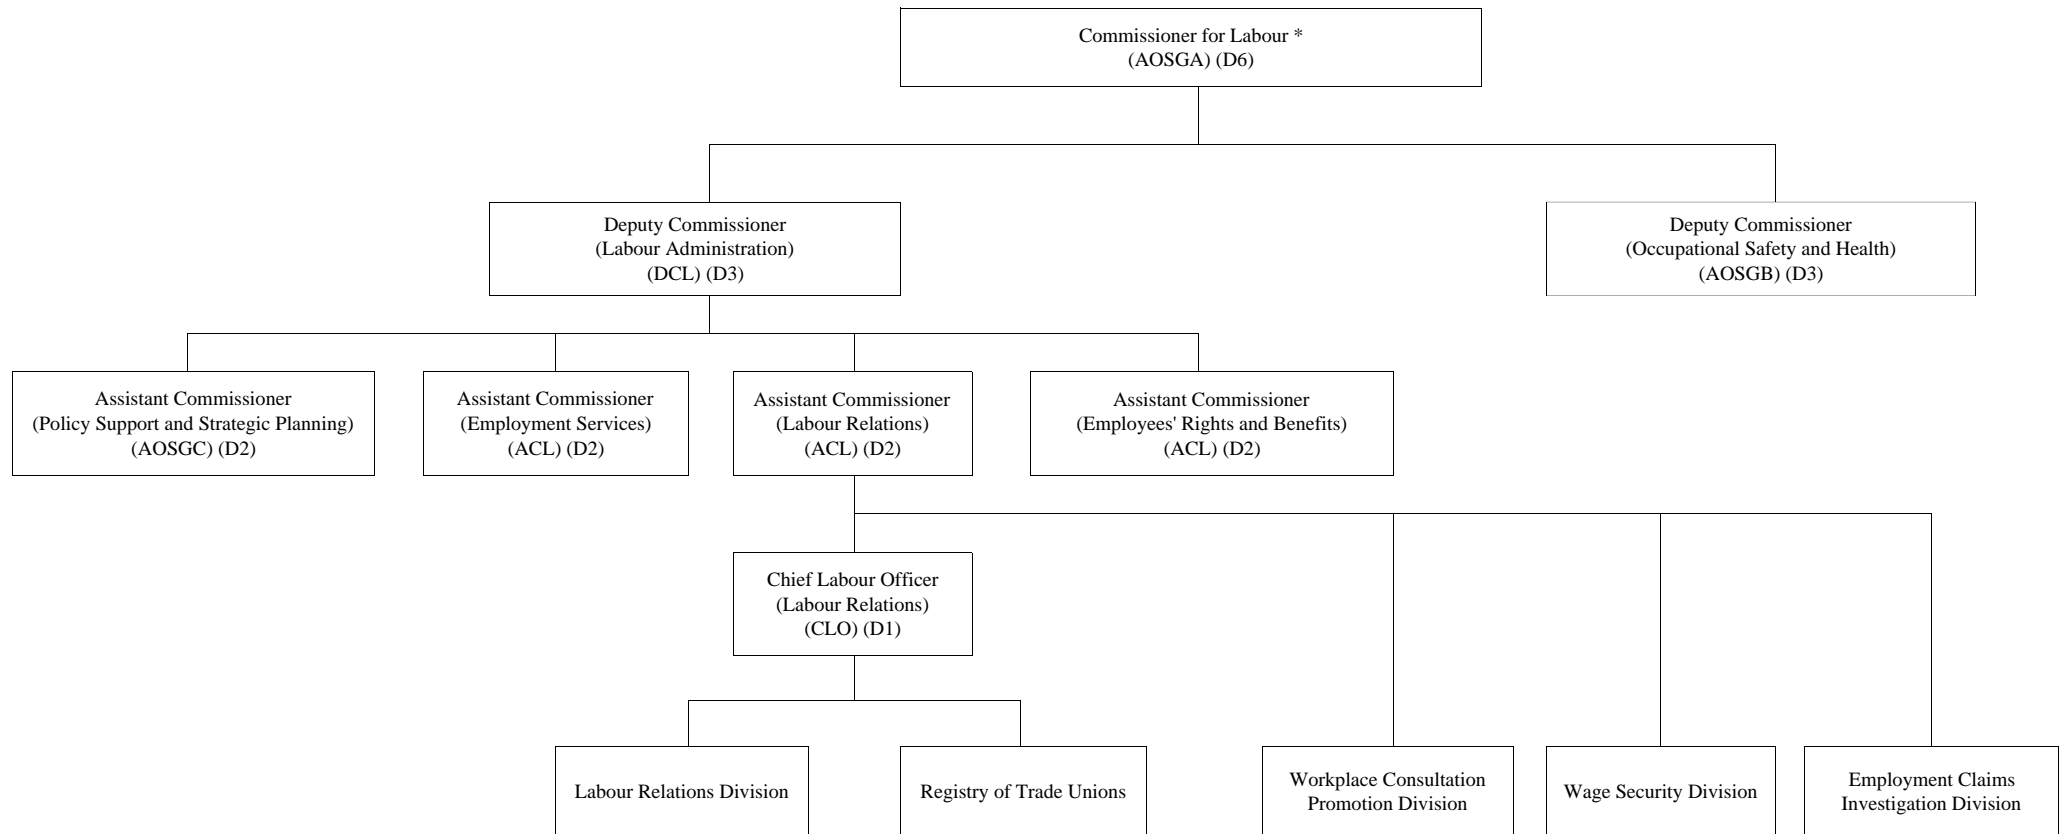 Commissioner for Labour *
(AOSGA) (D6)
Deputy Commissioner
(Labour Administration)
(DCL) (D3)
Deputy Commissioner
(Occupational Safety and Health)
(AOSGB) (D3)
Assistant Commissioner
(Policy Support and Strategic Planning)
(AOSGC) (D2)
Assistant Commissioner
(Employment Services)
(ACL) (D2)
Assistant Commissioner
(Labour Relations)
(ACL) (D2)
Assistant Commissioner
(Employees' Rights and Benefits)
(ACL) (D2)
Chief Labour Officer
(Labour Relations)
(CLO) (D1)
Labour Relations Division
Registry of Trade Unions
Workplace Consultation
Promotion Division
Wage Security Division
Employment Claims
Investigation Division